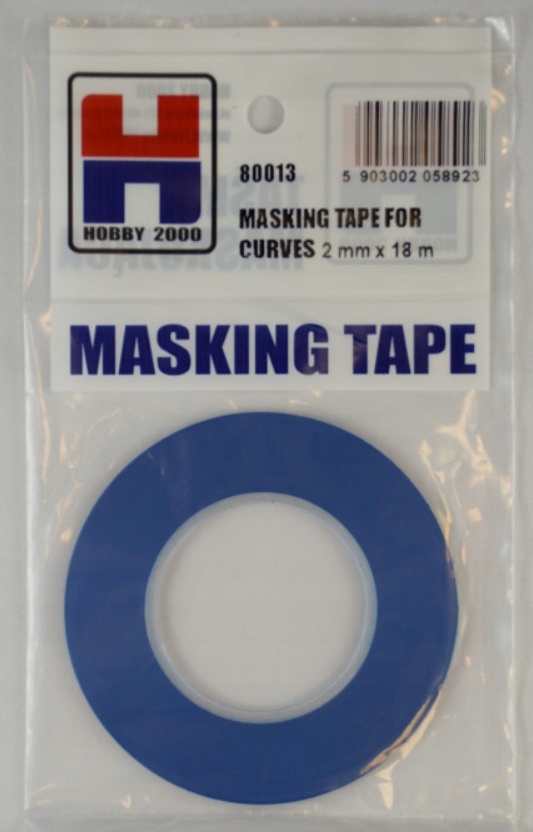 HOBBY 2000
80013
5 903002 058923
MASKING TAPE FOR
CURVES 2 mm x 18 m
MASKING TAPE